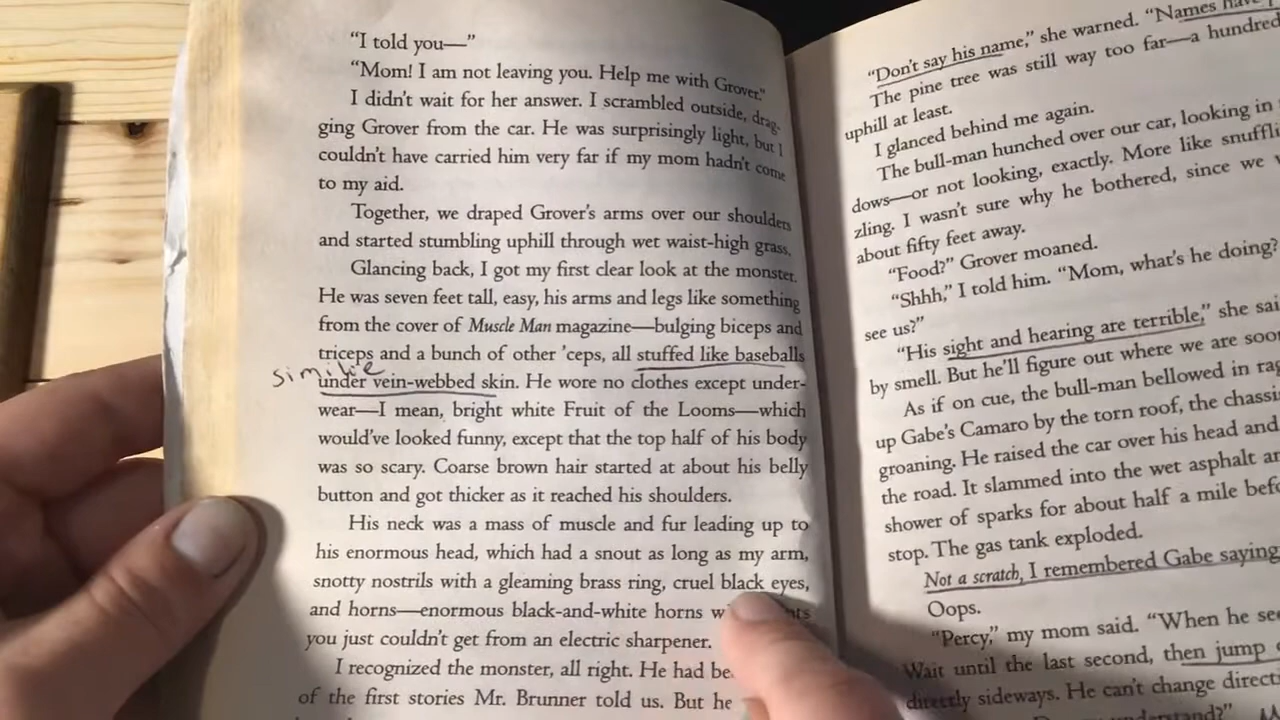 “I told you—”
“Mom! I am not leaving you. Help me with Grover.”
I didn’t wait for her answer. I scrambled outside, drag-
ging Grover from the car. He was surprisingly light, but I
couldn’t have carried him very far if my mom hadn’t come
to my aid.
Together, we draped Grover’s arms over our shoulders
and started stumbling uphill through wet waist-high grass.
Glancing back, I got my first clear look at the monster.
He was seven feet tall, easy, his arms and legs like something
from the cover of Muscle Man magazine—bulging biceps and
triceps and a bunch of other ’ceps, all stuffed like baseballs
simile
under vein-webbed skin. He wore no clothes except under-
wear—I mean, bright white Fruit of the Looms—which
would’ve looked funny, except that the top half of his body
was so scary. Coarse brown hair started at about his belly
button and got thicker as it reached his shoulders.
His neck was a mass of muscle and fur leading up to
his enormous head, which had a snout as long as my arm,
snotty nostrils with a gleaming brass ring, cruel black eyes,
and horns—enormous black-and-white horns
you just couldn’t get from an electric sharpener.
I recognized the monster, all right. He had
of the first stories Mr. Brunner told us. But he
“Don’t say his name,” she warned. “Names have
The pine tree was still way too far—a hundred
uphill at least.
I glanced behind me again.
The bull-man hunched over our car, looking in
dows—or not looking, exactly. More like snuffli
zling. I wasn’t sure why he bothered, since we
about fifty feet away.
“Food?” Grover moaned.
“Shhh,” I told him. “Mom, what’s he doing?
see us?”
“His sight and hearing are terrible,” she sai
by smell. But he’ll figure out where we are soo
As if on cue, the bull-man bellowed in rag
up Gabe’s Camaro by the torn roof, the chassi
groaning. He raised the car over his head and
the road. It slammed into the wet asphalt an
shower of sparks for about half a mile befo
stop. The gas tank exploded.
Not a scratch, I remembered Gabe saying
Oops.
“Percy,” my mom said. “When he see
Wait until the last second, then jump
directly sideways. He can’t change directi